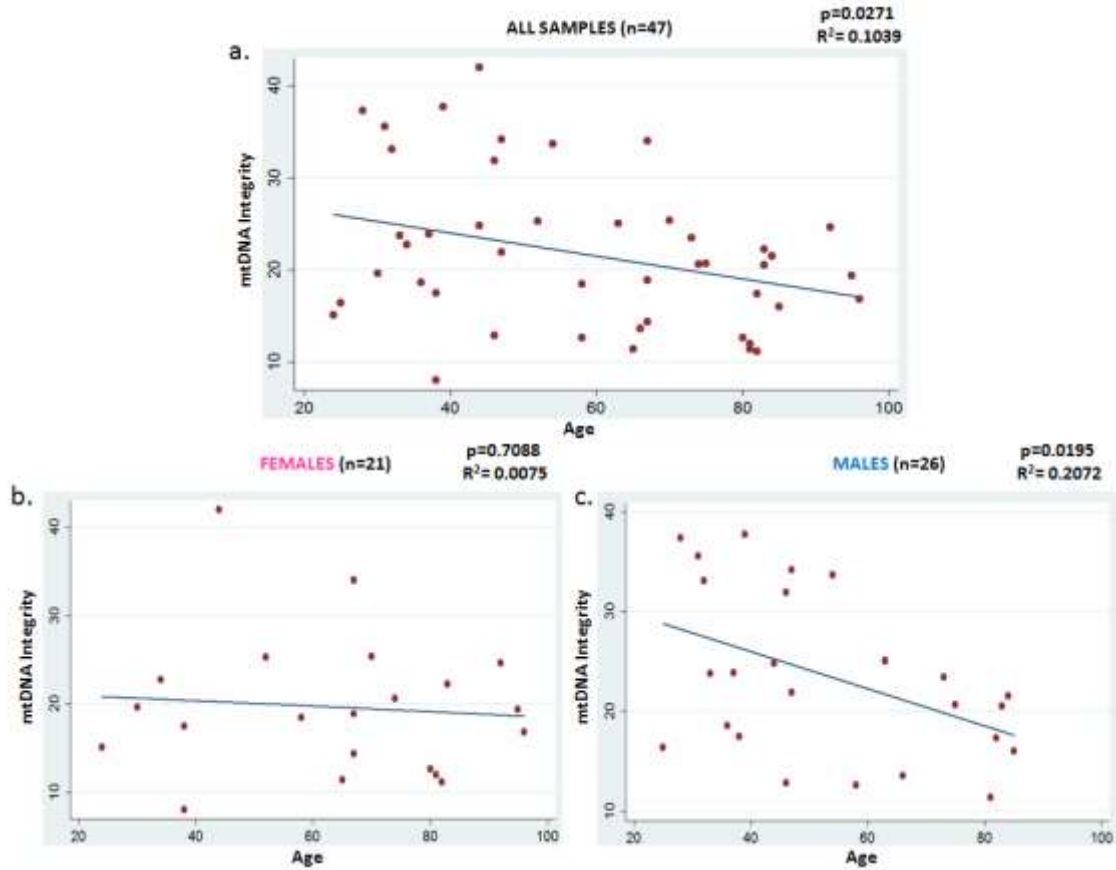 ALL SAMPLES (n=47)
p=0.0271
R²= 0.1039
a.
mtDNA Integrity
40
30
20
10
20 40 60 80 100
Age
FEMALES (n=21)
p=0.7088
R²= 0.0075
b.
mtDNA Integrity
40
30
20
10
20 40 60 80 100
Age
MALES (n=26)
p=0.0195
R²= 0.2072
c.
mtDNA Integrity
40
30
20
10
20 40 60 80 100
Age